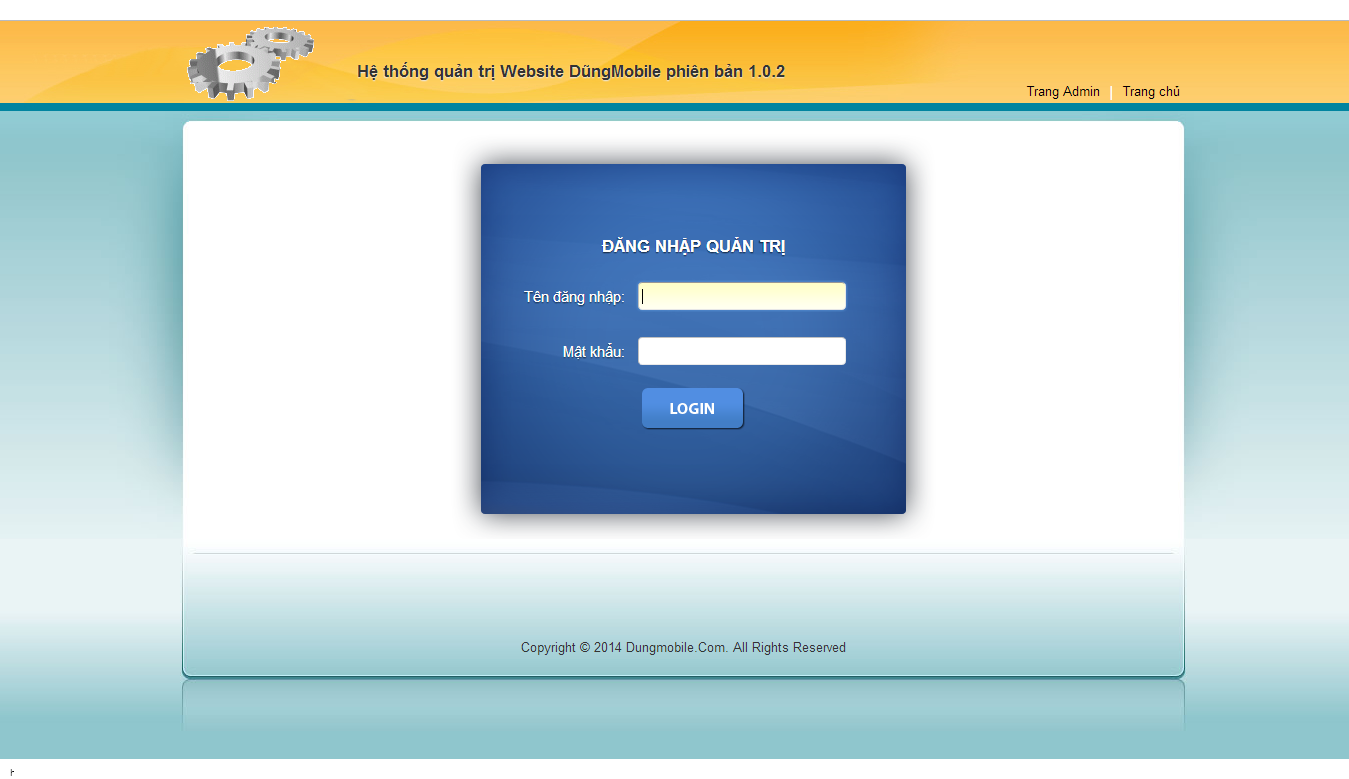 Hệ thống quản trị Website DũngMobile phiên bản 1.0.2
Trang Admin | Trang chủ
ĐĂNG NHẬP QUẢN TRỊ
Tên đăng nhập:
Mật khẩu:
LOGIN
Copyright © 2014 Dungmobile.Com. All Rights Reserved